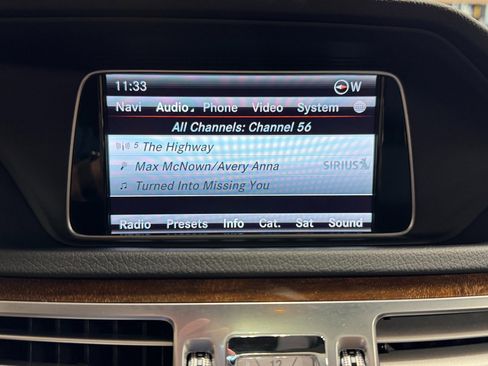 11:33 W
Navi Audio Phone Video System
All Channels: Channel 56
5 The Highway
Max McNown/Avery Anna SIRIUS
Turned Into Missing You
Radio Presets Info Cat. Sat Sound
12